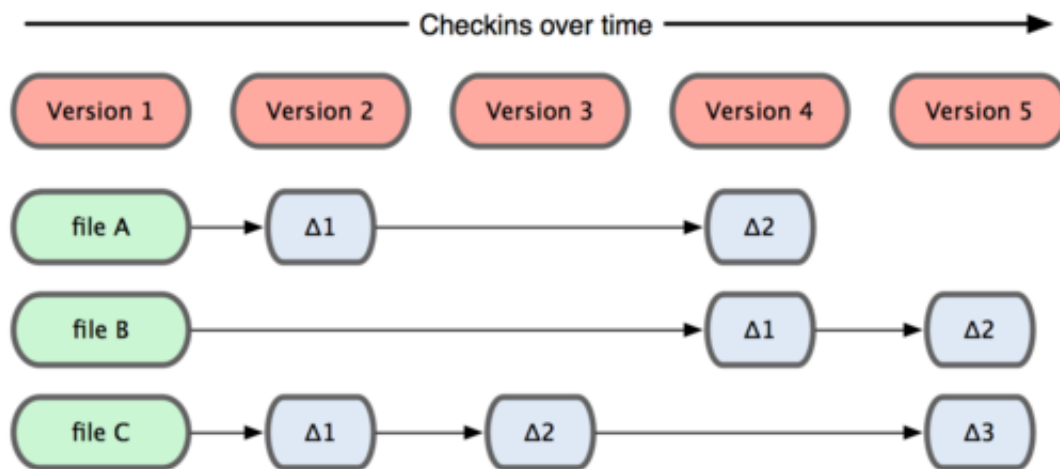 Checkins over time
Version 1 Version 2 Version 3 Version 4 Version 5
file A Δ1 Δ2
file B Δ1 Δ2
file C Δ1 Δ2 Δ3